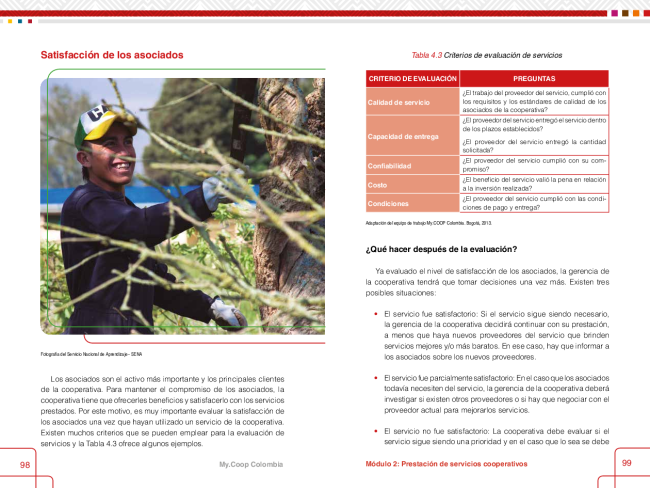 Satisfacción de los asociados
Fotografía del Servicio Nacional de Aprendizaje - SENA
Los asociados son el activo más importante y los principales clientes
de la cooperativa. Para mantener el compromiso de los asociados, la
cooperativa tiene que ofrecerles beneficios y satisfacerlo con los servicios
prestados. Por este motivo, es muy importante evaluar la satisfacción de
los asociados una vez que hayan utilizado un servicio de la cooperativa.
Existen muchos criterios que se pueden emplear para la evaluación de
servicios y la Tabla 4.3 ofrece algunos ejemplos.
98
My.Coop Colombia
Tabla 4.3 Criterios de evaluación de servicios
CRITERIO DE EVALUACIÓN PREGUNTAS
Calidad de servicio
¿El trabajo del proveedor del servicio, cumplió con
los requisitos y los estándares de calidad de los
asociados de la cooperativa?
Capacidad de entrega
¿El proveedor del servicio entregó el servicio dentro
de los plazos establecidos?
¿El proveedor del servicio entregó la cantidad
solicitada?
Confiabilidad
¿El proveedor del servicio cumplió con su com-
promiso?
Costo
¿El beneficio del servicio valió la pena en relación
a la inversión realizada?
Condiciones
¿El proveedor del servicio cumplió con las condi-
ciones de pago y entrega?
Adaptación del equipo de trabajo My.COOP Colombia. Bogotá, 2013.
¿Qué hacer después de la evaluación?
Ya evaluado el nivel de satisfacción de los asociados, la gerencia de
la cooperativa tendrá que tomar decisiones una vez más. Existen tres
posibles situaciones:
• El servicio fue satisfactorio: Si el servicio sigue siendo necesario,
la gerencia de la cooperativa decidirá continuar con su prestación,
a menos que haya nuevos proveedores del servicio que brinden
servicios mejores y/o más baratos. En ese caso, hay que informar a
los asociados sobre los nuevos proveedores.
• El servicio fue parcialmente satisfactorio: En el caso que los asociados
todavía necesiten del servicio, la gerencia de la cooperativa deberá
investigar si existen otros proveedores o si hay que negociar con el
proveedor actual para mejorarlos servicios.
• El servicio no fue satisfactorio: La cooperativa debe evaluar si el
servicio sigue siendo una prioridad y en el caso que lo sea se debe
Módulo 2: Prestación de servicios cooperativos
99